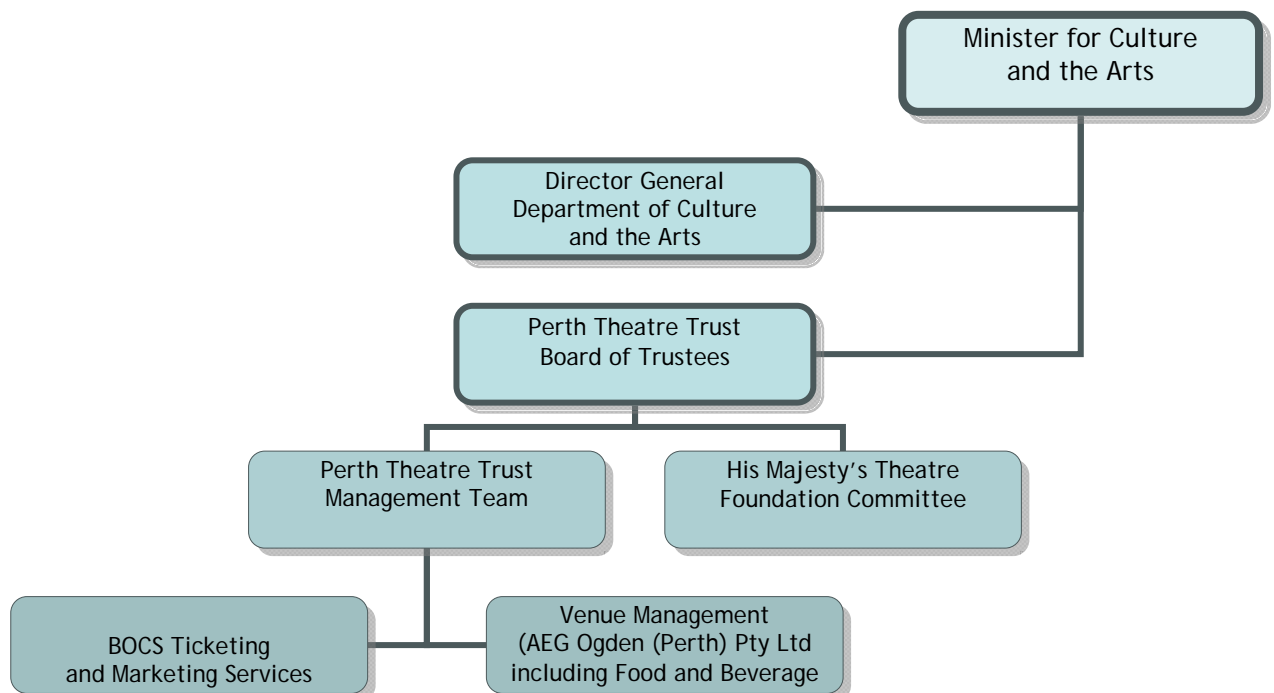 Minister for Culture
and the Arts
Director General
Department of Culture
and the Arts
Perth Theatre Trust
Board of Trustees
Perth Theatre Trust
Management Team
His Majesty's Theatre
Foundation Committee
BOCS Ticketing
and Marketing Services
Venue Management
(AEG Ogden (Perth) Pty Ltd
including Food and Beverage